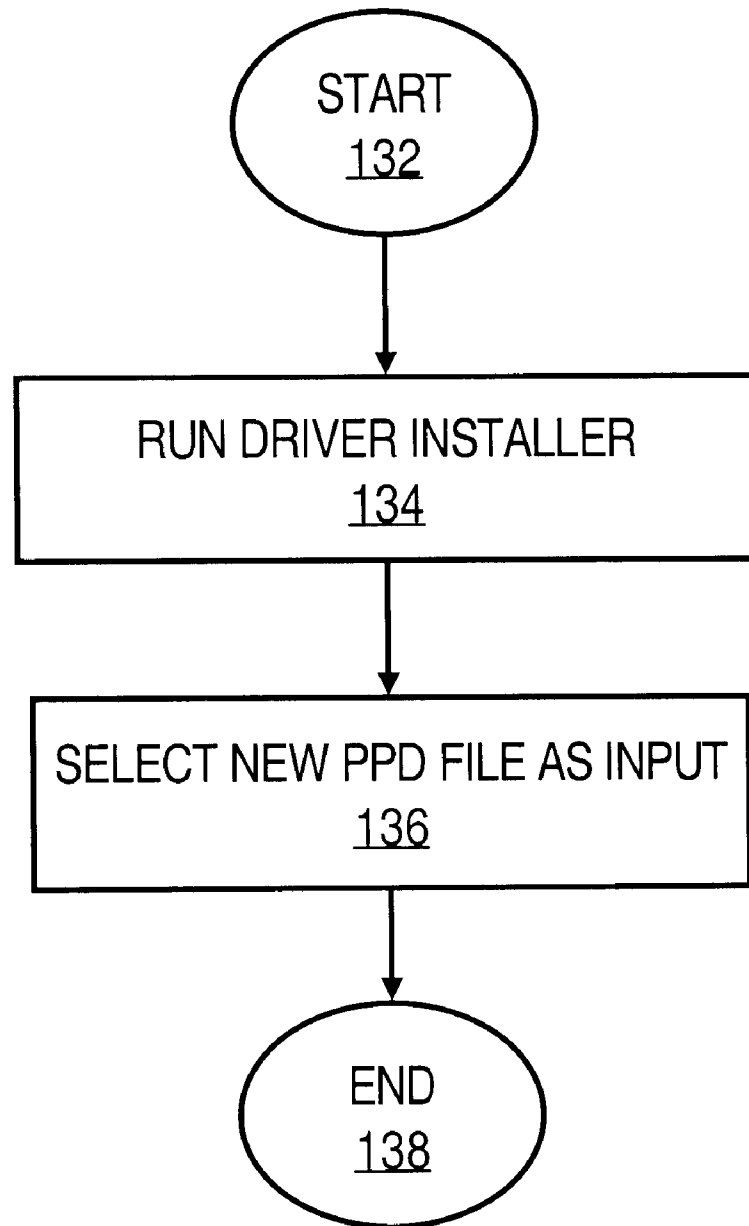 START
132
RUN DRIVER INSTALLER
134
SELECT NEW PPD FILE AS INPUT
136
END
138